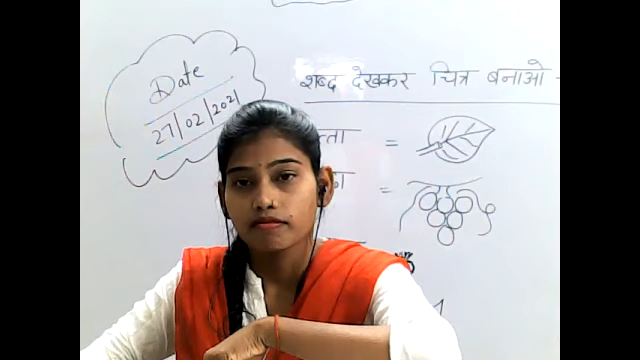 Date
27/02/2021
शब्द देखकर चित्र बनाओ -
=
=